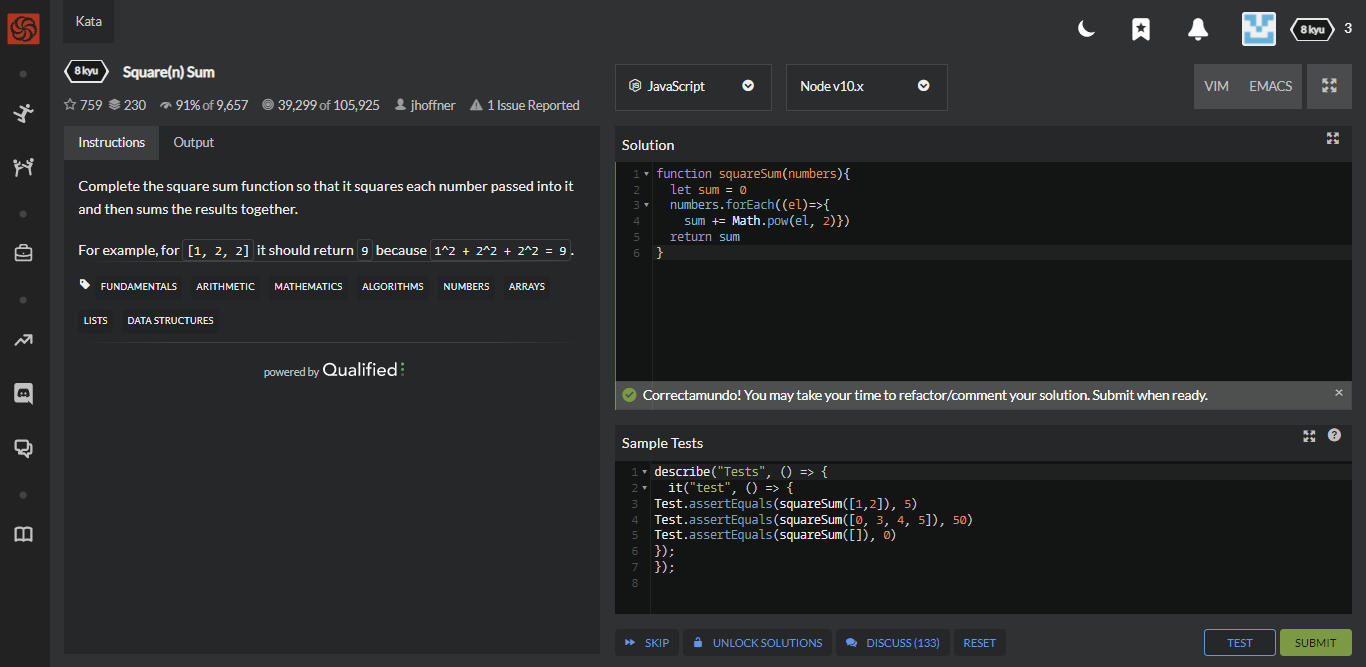 Kata
8 kyu
3
8 kyu Square(n) Sum
759 230 91% of 9,657 39,299 of 105,925 jhoffner 1 Issue Reported
Instructions Output
Complete the square sum function so that it squares each number passed into it
and then sums the results together.
For example, for [1, 2, 2] it should return 9 because 1^2 + 2^2 + 2^2 = 9.
FUNDAMENTALS ARITHMETIC MATHEMATICS ALGORITHMS NUMBERS ARRAYS
LISTS DATA STRUCTURES
powered by Qualified
JavaScript Node v10.x VIM EMACS
Solution
1 function squareSum(numbers){
2 let sum = 0
3 numbers.forEach((el)=>{
4 sum += Math.pow(el, 2)})
5 return sum
6 }
Correctamundo! You may take your time to refactor/comment your solution. Submit when ready. ×
Sample Tests
1 describe("Tests", () => {
2 it("test", () => {
3 Test.assertEquals(squareSum([1,2]), 5)
4 Test.assertEquals(squareSum([0, 3, 4, 5]), 50)
5 Test.assertEquals(squareSum([]), 0)
6 });
7 });
8
SKIP UNLOCK SOLUTIONS DISCUSS (133) RESET TEST SUBMIT